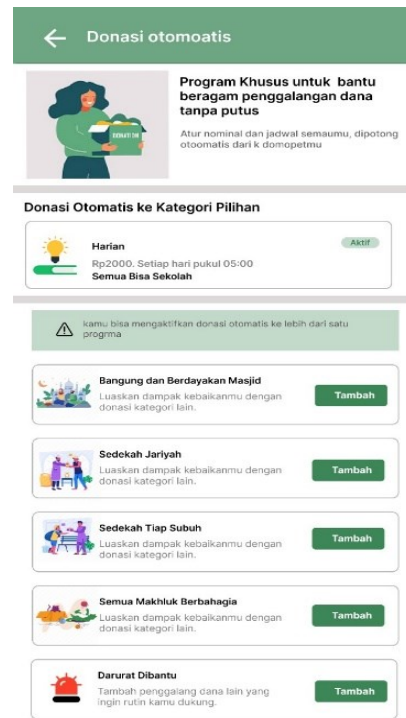 Donasi otomoatis
Program Khusus untuk bantu
beragam penggalangan dana
tanpa putus
Atur nominal dan jadwal semaumu, dipotong
otoomatis dari k domopetmu
DONATION
Donasi Otomatis ke Kategori Pilihan
Harian
Aktif
Rp2000. Setiap hari pukul 05:00
Semua Bisa Sekolah
kamu bisa mengaktifkan donasi otomatis ke lebih dari satu
progrma
Bangung dan Berdayakan Masjid
Luaskan dampak kebaikanmu dengan
donasi kategori lain.
Tambah
Sedekah Jariyah
Luaskan dampak kebaikanmu dengan
donasi kategori lain.
Tambah
Sedekah Tiap Subuh
Luaskan dampak kebaikanmu dengan
donasi kategori lain.
Tambah
Semua Makhluk Berbahagia
Luaskan dampak kebaikanmu dengan
donasi kategori lain.
Tambah
Darurat Dibantu
Tambah penggalang dana lain yang
ingin rutin kamu dukung.
Tambah